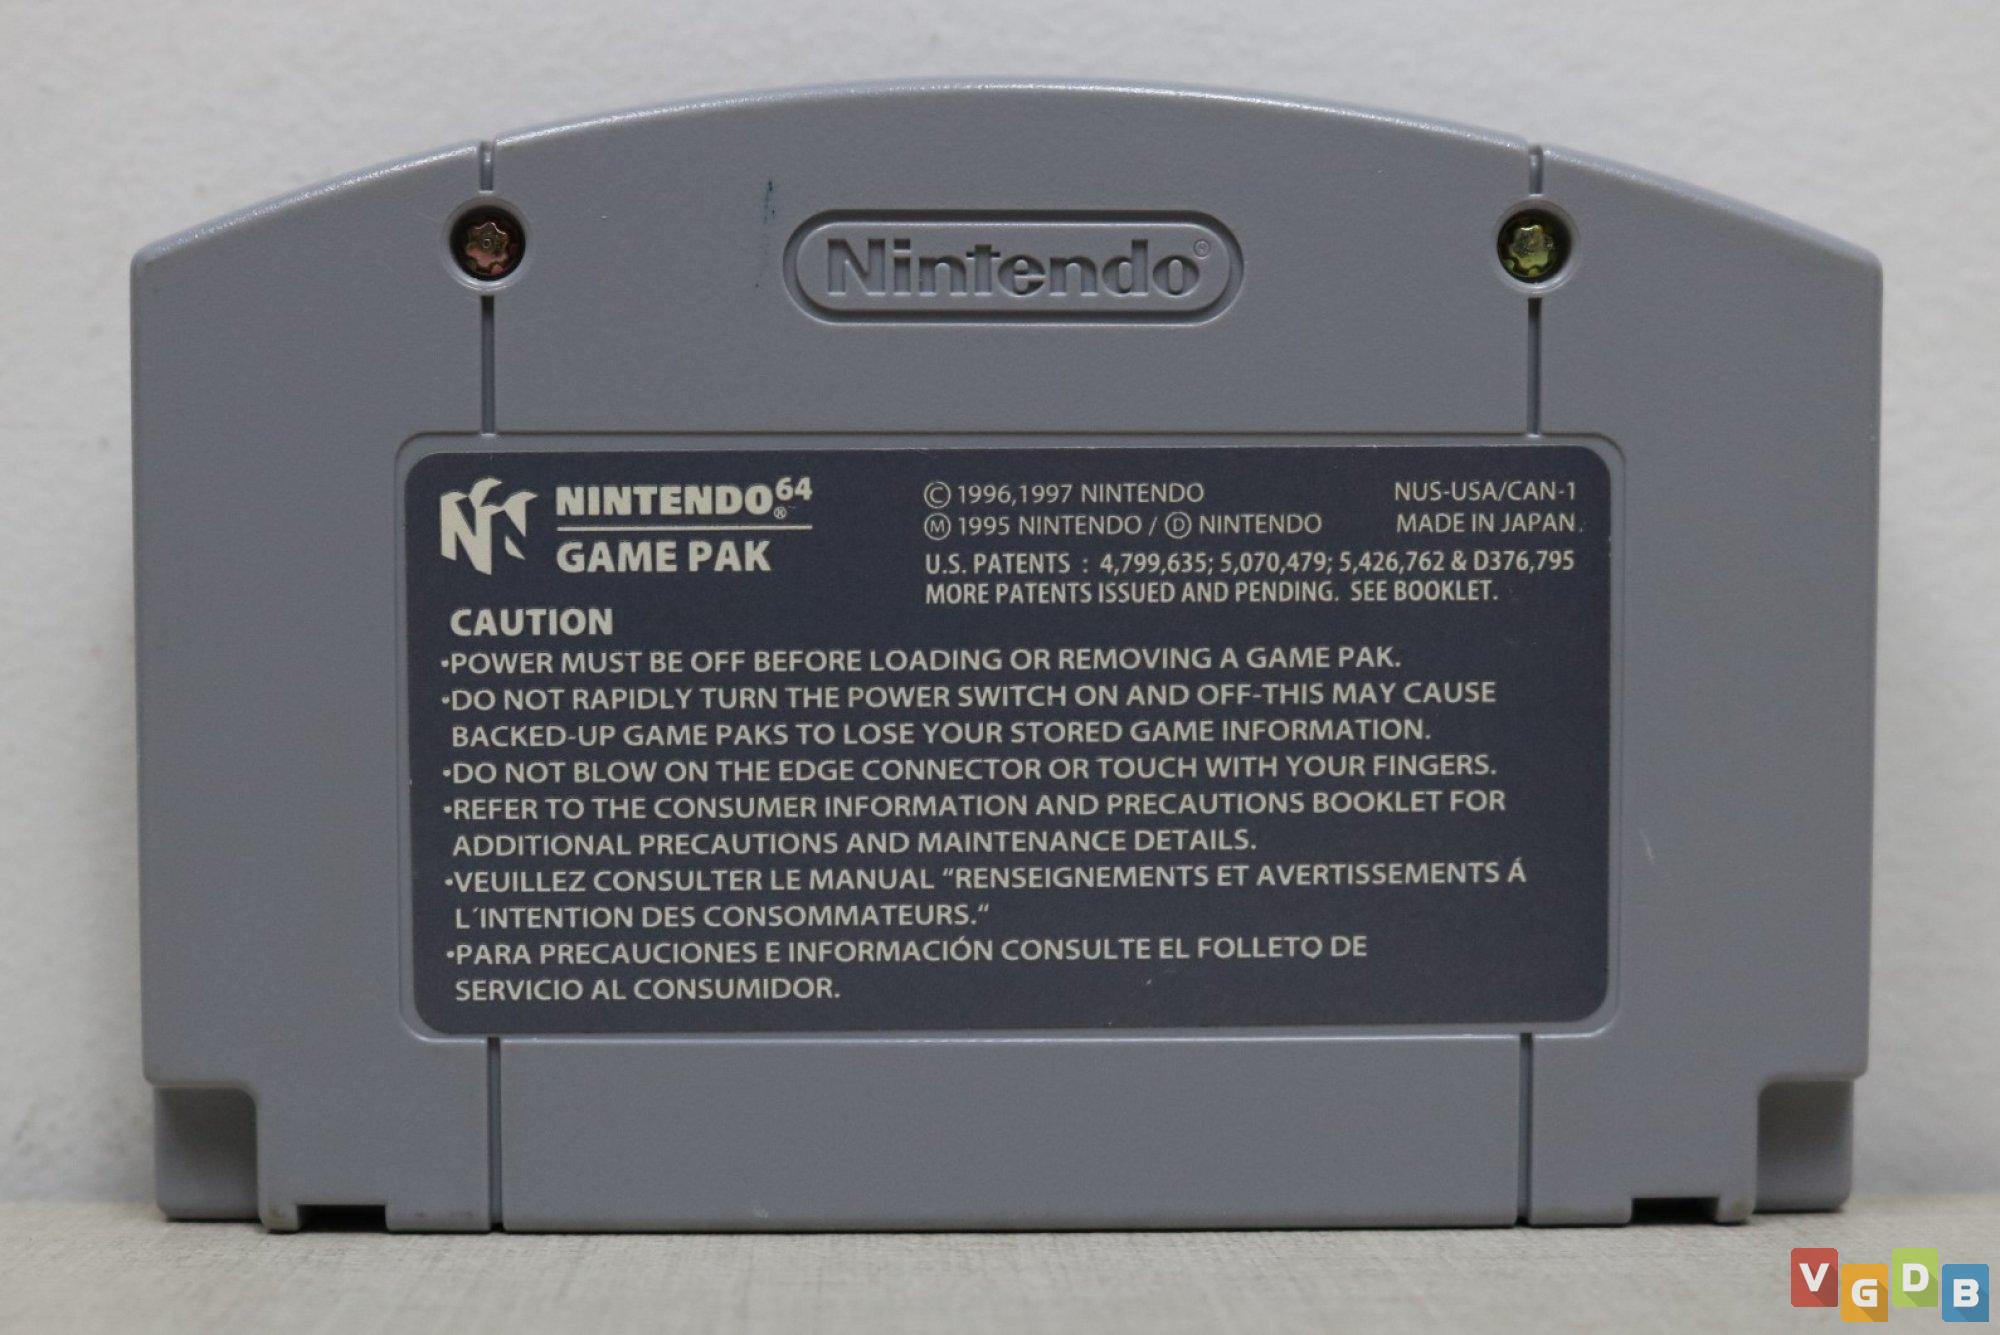 Nintendo®
NINTENDO64®
GAME PAK
© 1996,1997 NINTENDO
Ⓜ 1995 NINTENDO / Ⓓ NINTENDO
NUS-USA/CAN-1
MADE IN JAPAN.
U.S. PATENTS : 4,799,635; 5,070,479; 5,426,762 & D376,795
MORE PATENTS ISSUED AND PENDING. SEE BOOKLET.
CAUTION
•POWER MUST BE OFF BEFORE LOADING OR REMOVING A GAME PAK.
•DO NOT RAPIDLY TURN THE POWER SWITCH ON AND OFF-THIS MAY CAUSE
BACKED-UP GAME PAKS TO LOSE YOUR STORED GAME INFORMATION.
•DO NOT BLOW ON THE EDGE CONNECTOR OR TOUCH WITH YOUR FINGERS.
•REFER TO THE CONSUMER INFORMATION AND PRECAUTIONS BOOKLET FOR
ADDITIONAL PRECAUTIONS AND MAINTENANCE DETAILS.
•VEUILLEZ CONSULTER LE MANUAL “RENSEIGNEMENTS ET AVERTISSEMENTS Á
L´INTENTION DES CONSOMMATEURS.“
•PARA PRECAUCIONES E INFORMACIÓN CONSULTE EL FOLLETO DE
SERVICIO AL CONSUMIDOR.
VGDB